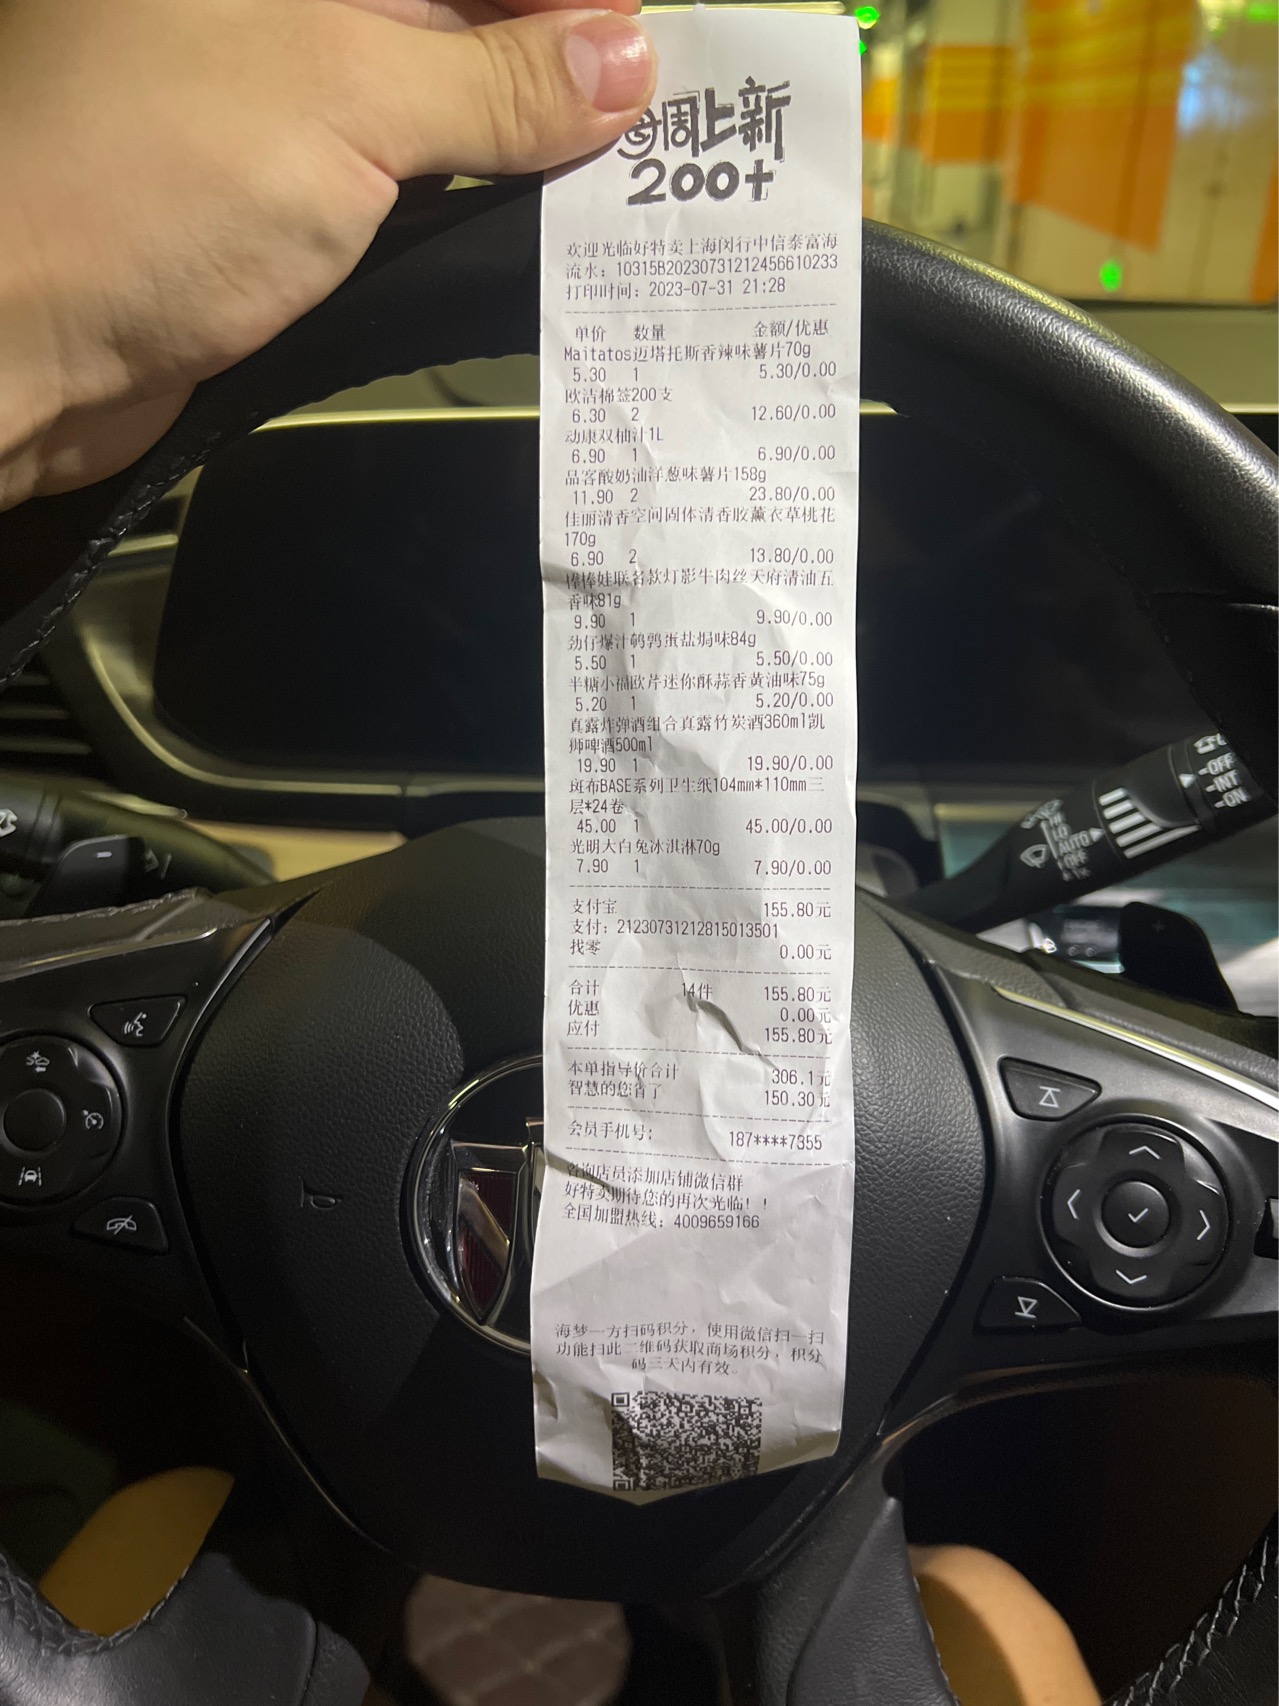 每周上新
200+
欢迎光临好特卖上海闵行中信泰富海
流水：10315B20230731212456610233
打印时间：2023-07-31 21:28
单价 数量 金额/优惠
Maitatos迈塔托斯香辣味薯片70g
5.30 1 5.30/0.00
欧洁棉签200支
6.30 2 12.60/0.00
动康双柚汁1L
6.90 1 6.90/0.00
品客酸奶油洋葱味薯片158g
11.90 2 23.80/0.00
佳丽清香空间固体清香胶薰衣草桃花
170g
6.90 2 13.80/0.00
棒棒娃联名款灯影牛肉丝天府清油五
香味81g
9.90 1 9.90/0.00
劲仔爆汁鹌鹑蛋盐焗味84g
5.50 1 5.50/0.00
半糖小福欧芹迷你酥蒜香黄油味75g
5.20 1 5.20/0.00
真露炸弹酒组合真露竹炭酒360ml凯
狮啤酒500ml
19.90 1 19.90/0.00
斑布BASE系列卫生纸104mm*110mm三
层*24卷
45.00 1 45.00/0.00
光明大白兔冰淇淋70g
7.90 1 7.90/0.00
支付宝 155.80元
支付：21230731212815013501
找零 0.00元
合计 14件 155.80元
优惠 0.00元
应付 155.80元
本单指导价合计 306.1元
智慧的您省了 150.30元
会员手机号： 187****7355
咨询店员添加店铺微信群
好特卖期待您的再次光临！！
全国加盟热线：4009659166
海梦一方扫码积分，使用微信扫一扫
功能扫此二维码获取商场积分，积分
码三天内有效。
OFF
INT
ON
HI
LO
AUTO
OFF
1x